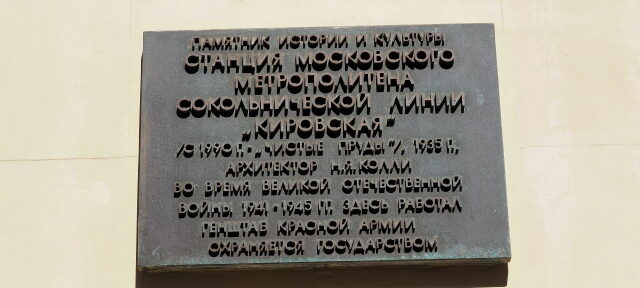 ПАМЯТНИК ИСТОРИИ И КУЛЬТУРЫ
СТАНЦИЯ МОСКОВСКОГО
МЕТРОПОЛИТЕНА
СОКОЛЬНИЧЕСКОЙ ЛИНИИ
„КИРОВСКАЯ"
/С 1990 Г. - „ЧИСТЫЕ ПРУДЫ"/, 1935 Г.,
АРХИТЕКТОР Н.Я. КОЛЛИ
ВО ВРЕМЯ ВЕЛИКОЙ ОТЕЧЕСТВЕННОЙ
ВОЙНЫ 1941 - 1945 ГГ. ЗДЕСЬ РАБОТАЛ
ГЕНШТАБ КРАСНОЙ АРМИИ
ОХРАНЯЕТСЯ ГОСУДАРСТВОМ